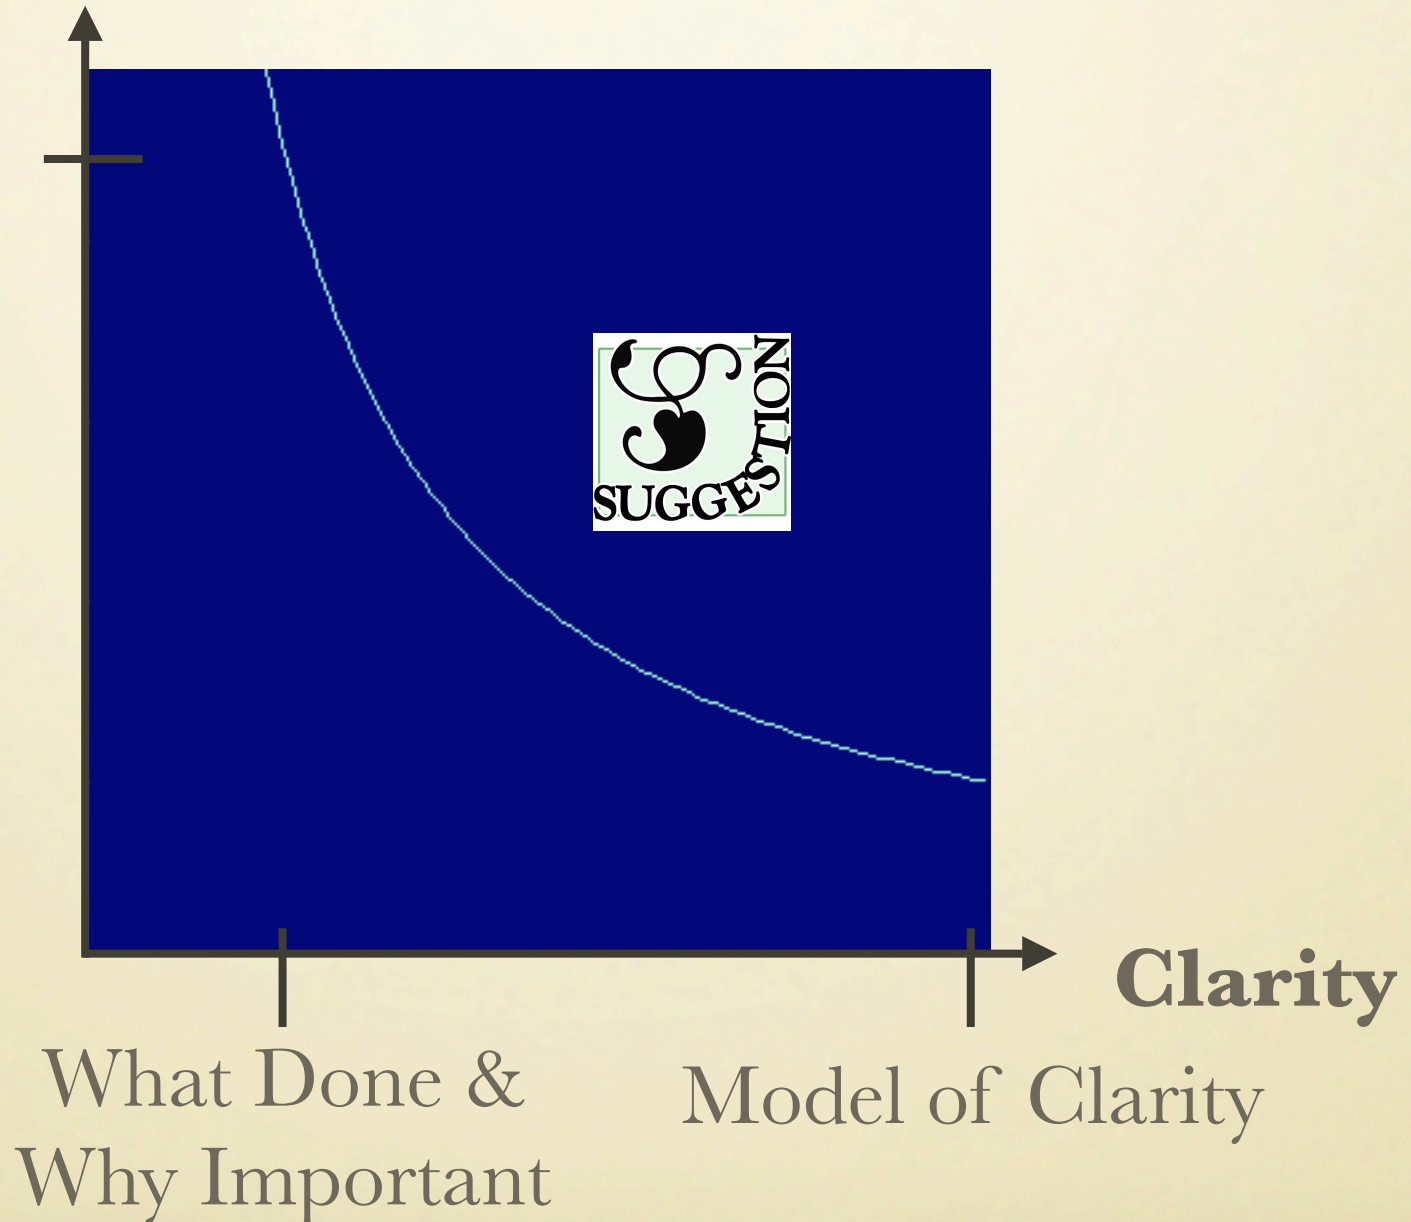 SUGGESTION
Clarity
What Done &
Why Important
Model of Clarity